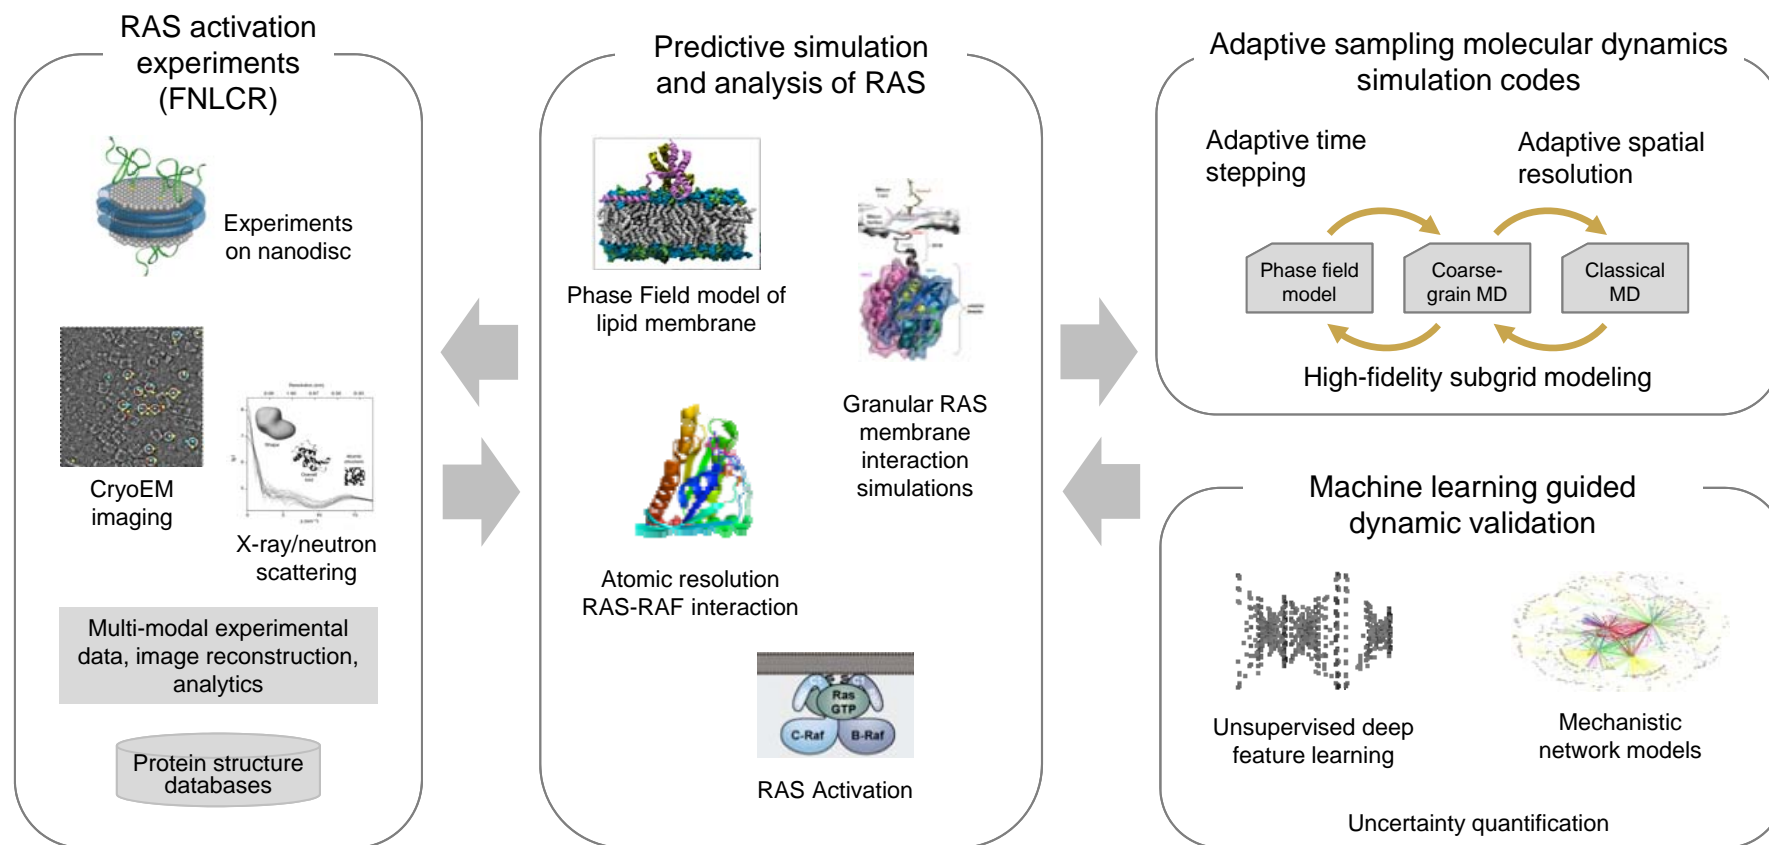 RAS activation
experiments
(FNLCR)
Experiments
on nanodisc
CryoEM
imaging
X-ray/neutron
scattering
Multi-modal experimental
data, image reconstruction,
analytics
Protein structure
databases
Predictive simulation
and analysis of RAS
Phase Field model of
lipid membrane
Granular RAS
membrane
interaction
simulations
Atomic resolution
RAS-RAF interaction
Ras
GTP
C-Raf
B-Raf
RAS Activation
Adaptive sampling molecular dynamics
simulation codes
Adaptive time
stepping
Adaptive spatial
resolution
Phase field
model
Coarse-
grain MD
Classical
MD
High-fidelity subgrid modeling
Machine learning guided
dynamic validation
Unsupervised deep
feature learning
Mechanistic
network models
Uncertainty quantification